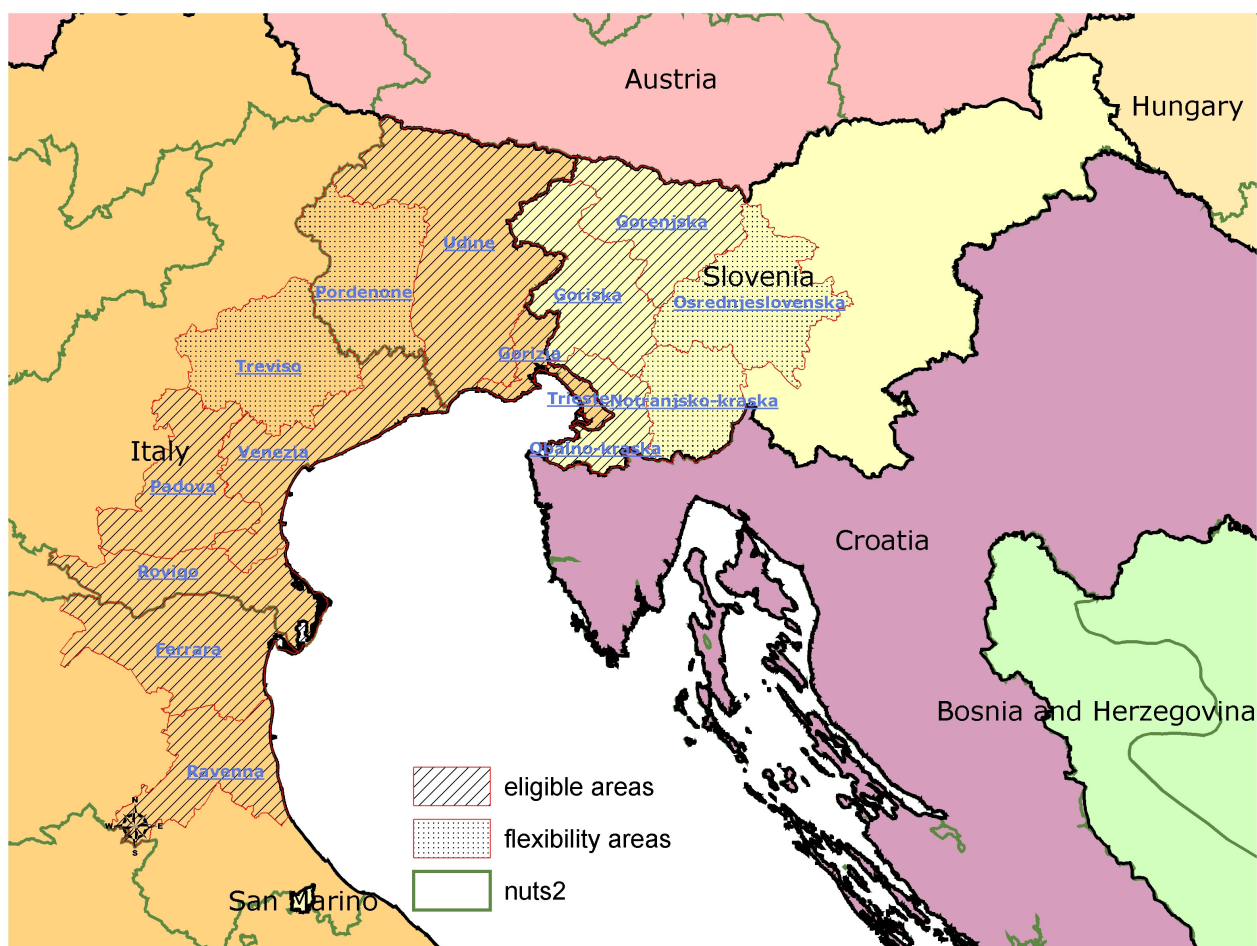 Austria
Hungary
Gorenjska
Udine
Slovenia
Pordenone
Goriska
Osrednjeslovenska
Gorizia
Treviso
Trieste
Notranjsko-kraska
Italy
Venezia
Obalno-kraska
Padova
Croatia
Rovigo
Ferrara
Bosnia and Herzegovina
Ravenna
eligible areas
N
W
E
S
flexibility areas
nuts2
San Marino